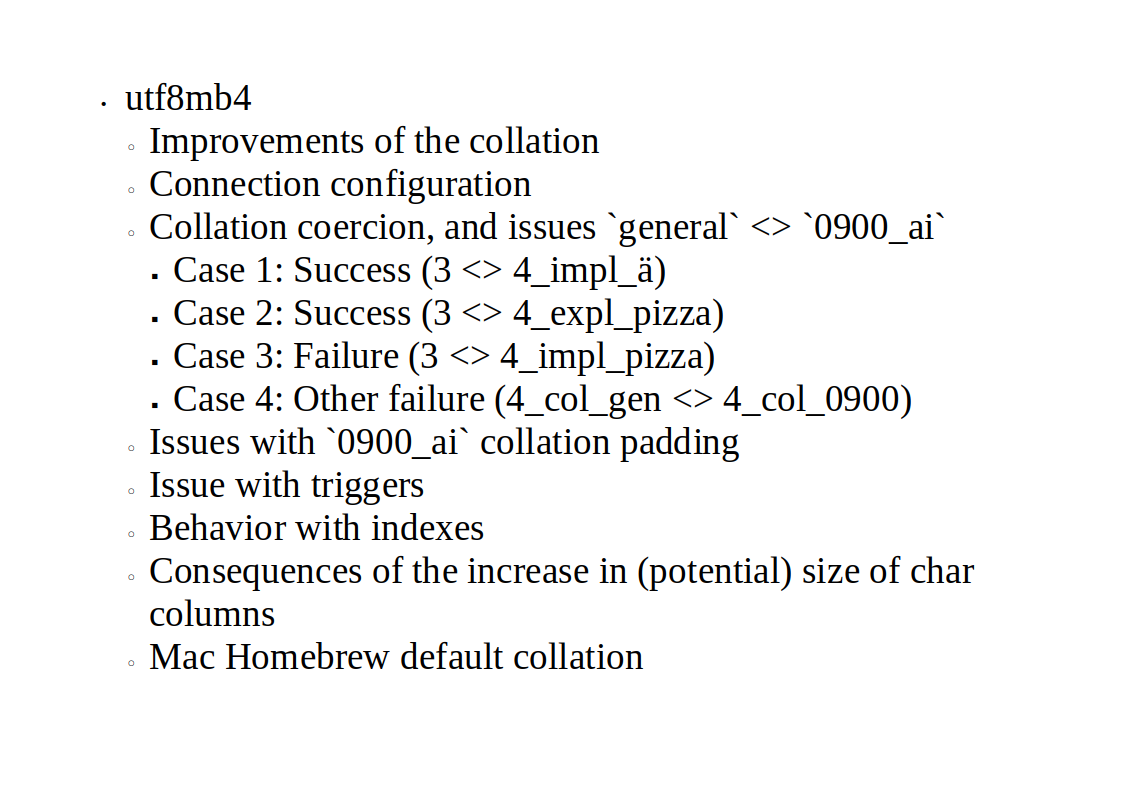 • utf8mb4
○ Improvements of the collation
○ Connection configuration
○ Collation coercion, and issues `general` <> `0900_ai`
▪ Case 1: Success (3 <> 4_impl_ä)
▪ Case 2: Success (3 <> 4_expl_pizza)
▪ Case 3: Failure (3 <> 4_impl_pizza)
▪ Case 4: Other failure (4_col_gen <> 4_col_0900)
○ Issues with `0900_ai` collation padding
○ Issue with triggers
○ Behavior with indexes
○ Consequences of the increase in (potential) size of char
columns
○ Mac Homebrew default collation